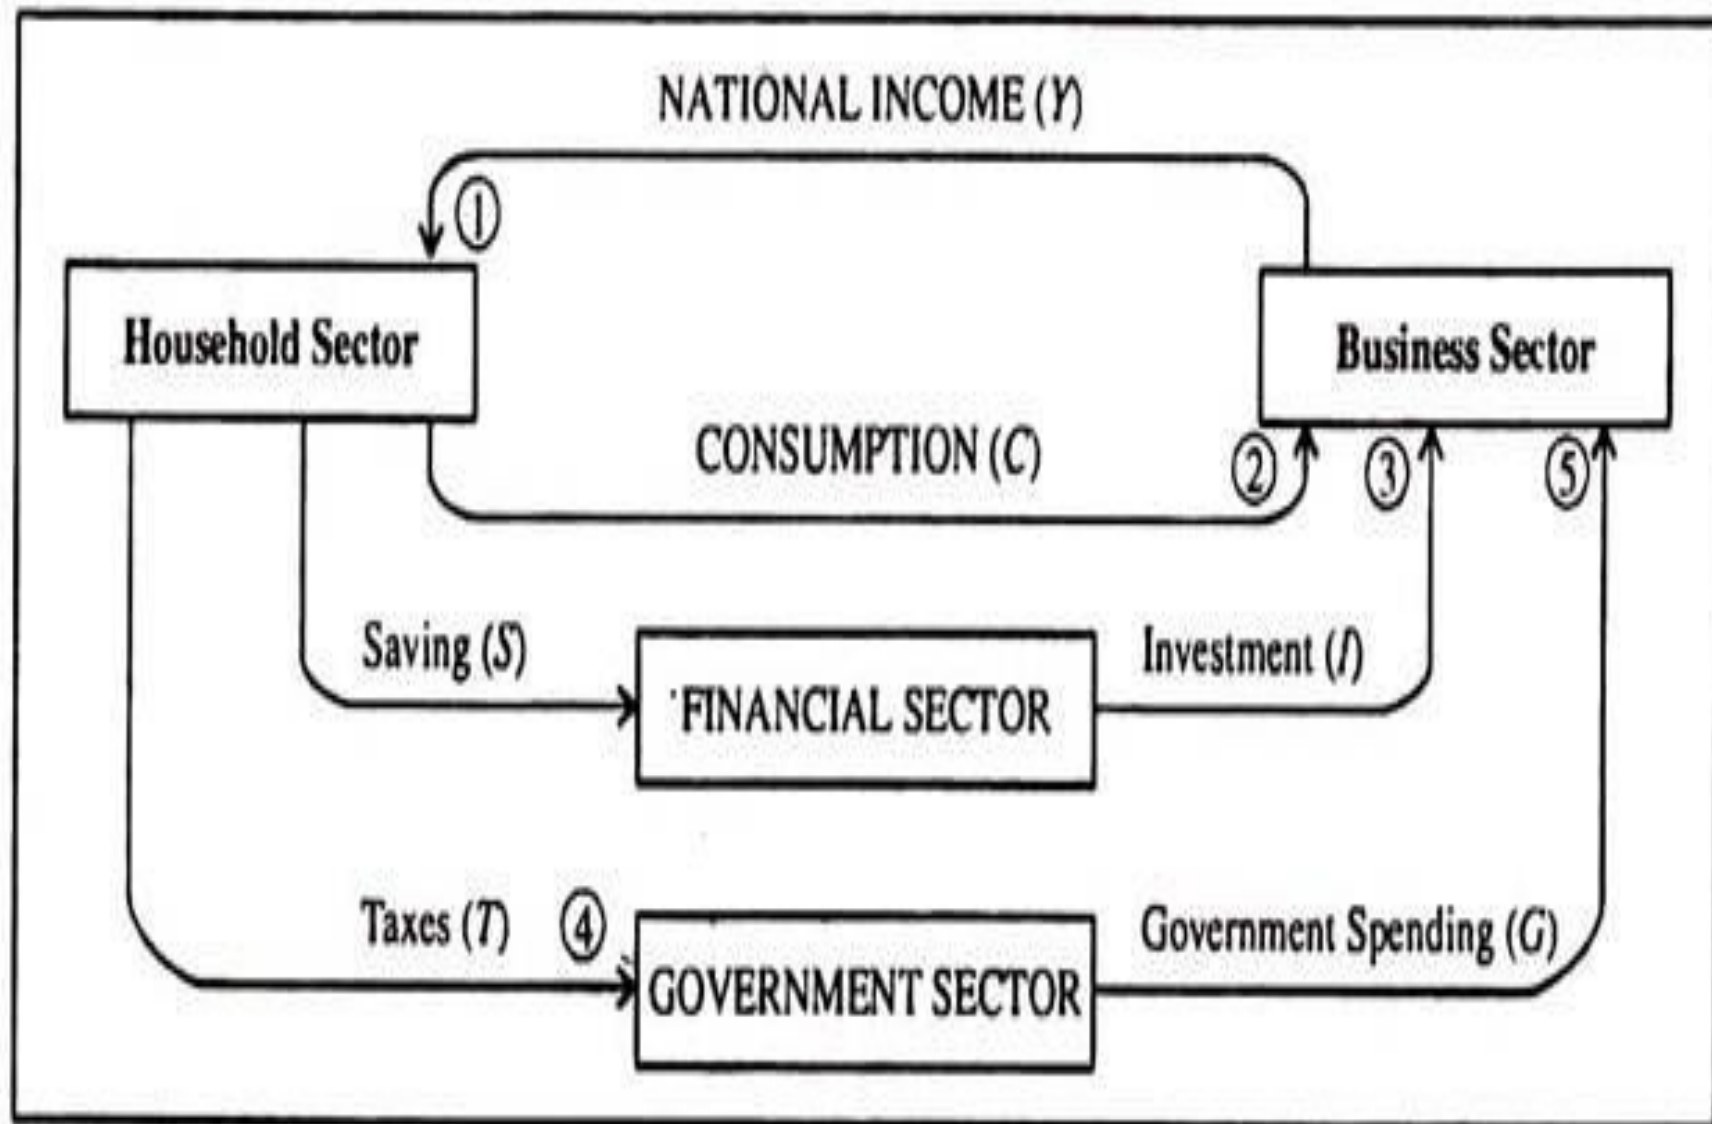 NATIONAL INCOME (Y)
①
Household Sector
Business Sector
CONSUMPTION (C)
②
③
⑤
Saving (S)
FINANCIAL SECTOR
Investment (I)
Taxes (T)
④
GOVERNMENT SECTOR
Government Spending (G)